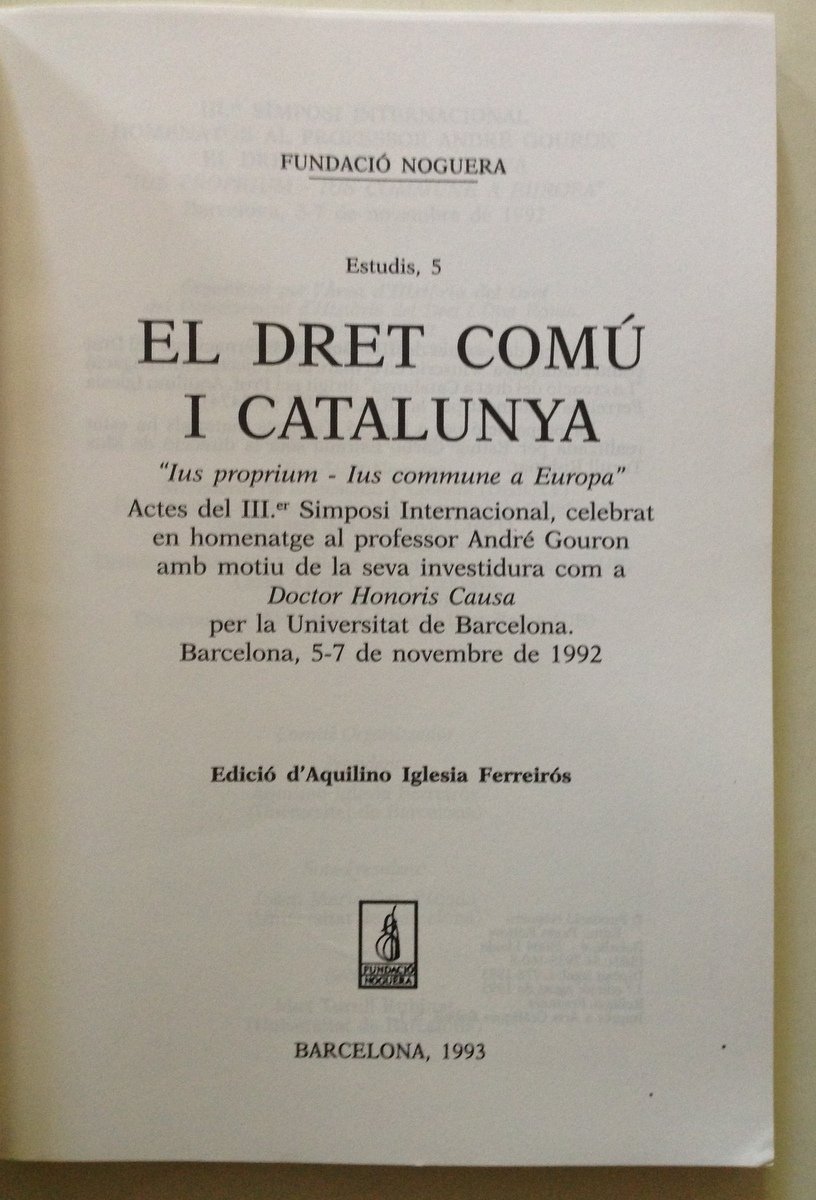 FUNDACIÓ NOGUERA
Estudis, 5
EL DRET COMÚ
I CATALUNYA
“Ius proprium - Ius commune a Europa”
Actes del III.er Simposi Internacional, celebrat
en homenatge al professor André Gouron
amb motiu de la seva investidura com a
Doctor Honoris Causa
per la Universitat de Barcelona.
Barcelona, 5-7 de novembre de 1992
Edició d’Aquilino Iglesia Ferreirós
FUNDACIÓ
NOGUERA
BARCELONA, 1993